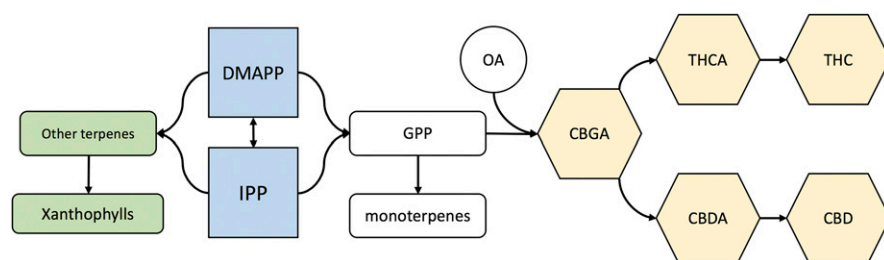 DMAPP
OA
THCA
THC
Other terpenes
GPP
CBGA
IPP
Xanthophylls
monoterpenes
CBDA
CBD